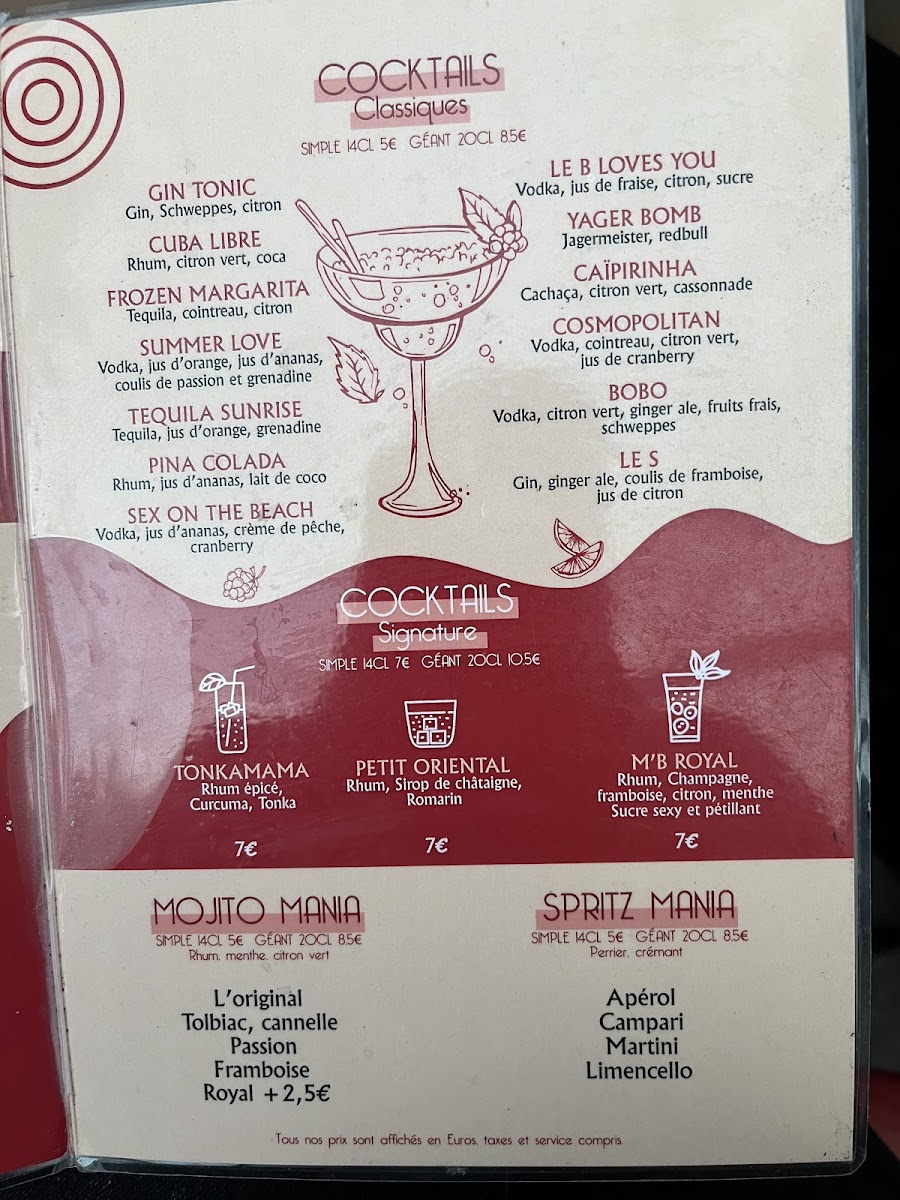 COCKTAILS
Classiques
SIMPLE 14CL 5€ GÉANT 20CL 8.5€
GIN TONIC
Gin, Schweppes, citron
CUBA LIBRE
Rhum, citron vert, coca
FROZEN MARGARITA
Tequila, cointreau, citron
SUMMER LOVE
Vodka, jus d'orange, jus d'ananas,
coulis de passion et grenadine
TEQUILA SUNRISE
Tequila, jus d'orange, grenadine
PINA COLADA
Rhum, jus d'ananas, lait de coco
SEX ON THE BEACH
Vodka, jus d'ananas, crème de pêche,
cranberry
LE B LOVES YOU
Vodka, jus de fraise, citron, sucre
YAGER BOMB
Jagermeister, redbull
CAÏPIRINHA
Cachaça, citron vert, cassonnade
COSMOPOLITAN
Vodka, cointreau, citron vert,
jus de cranberry
BOBO
Vodka, citron vert, ginger ale, fruits frais,
schweppes
LE S
Gin, ginger ale, coulis de framboise,
jus de citron
COCKTAILS
Signature
SIMPLE 14CL 7€ GÉANT 20CL 10.5€
TONKAMAMA
Rhum épicé,
Curcuma, Tonka
7€
PETIT ORIENTAL
Rhum, Sirop de châtaigne,
Romarin
7€
M'B ROYAL
Rhum, Champagne,
framboise, citron, menthe
Sucre sexy et pétillant
7€
MOJITO MANIA
SIMPLE 14CL 5€ GÉANT 20CL 8.5€
Rhum, menthe, citron vert
L'original
Tolbiac, cannelle
Passion
Framboise
Royal +2,5€
SPRITZ MANIA
SIMPLE 14CL 5€ GÉANT 20CL 8.5€
Perrier, crémant
Apérol
Campari
Martini
Limencello
Tous nos prix sont affichés en Euros, taxes et service compris.